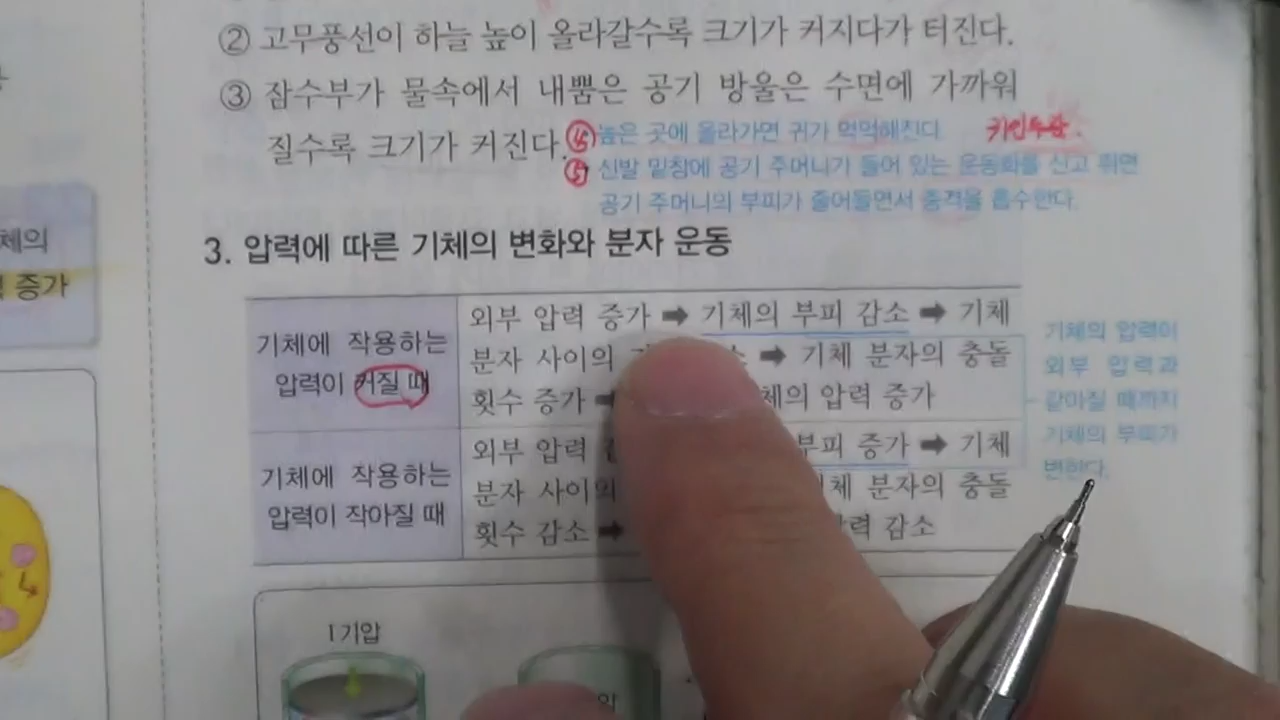 ② 고무풍선이 하늘 높이 올라갈수록 크기가 커지다가 터진다.
③ 잠수부가 물속에서 내뿜은 공기 방울은 수면에 가까워
질수록 크기가 커진다.
④ 높은 곳에 올라가면 귀가 먹먹해진다
⑤ 신발 밑창에 공기 주머니가 들어 있는 운동화를 신고 뛰면
공기 주머니의 부피가 줄어들면서 충격을 흡수한다.
체의
증가
3. 압력에 따른 기체의 변화와 분자 운동
기체에 작용하는
압력이 커질 때
외부 압력 증가 ➡ 기체의 부피 감소 ➡ 기체
분자 사이의 ➡ 기체 분자의 충돌
횟수 증가 ➡ 체의 압력 증가
기체에 작용하는
압력이 작아질 때
외부 압력 부피 증가 ➡ 기체
분자 사이의 체 분자의 충돌
횟수 감소 ➡ 력 감소
기체의 압력이
외부 압력과
같아질 때까지
기체의 부피가
변한다.
1기압